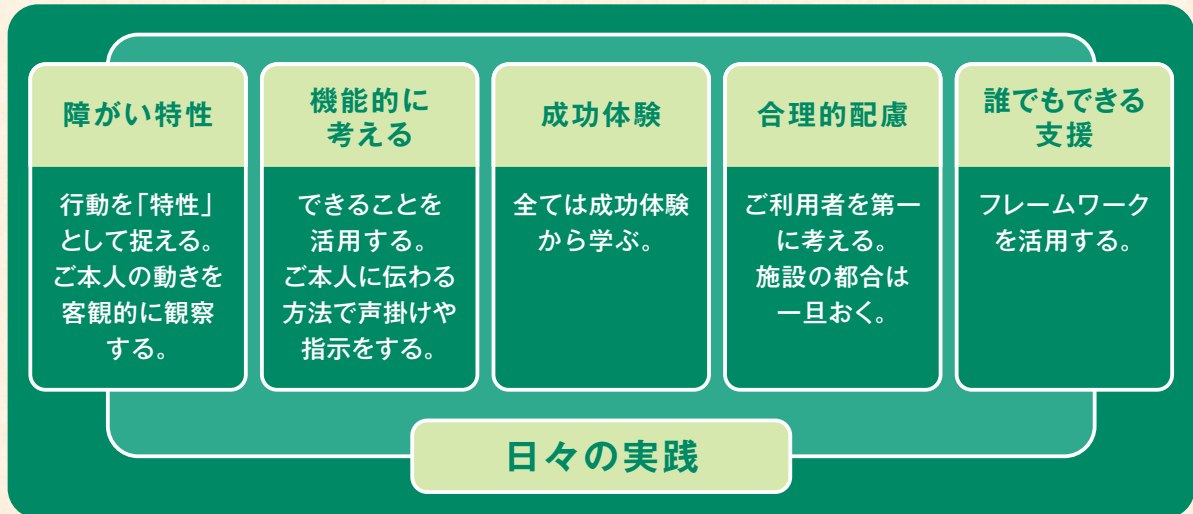 障がい特性
行動を「特性」
として捉える。
ご本人の動きを
客観的に観察
する。
機能的に
考える
できることを
活用する。
ご本人に伝わる
方法で声掛けや
指示をする。
成功体験
全ては成功体験
から学ぶ。
合理的配慮
ご利用者を第一
に考える。
施設の都合は
一旦おく。
誰でもできる
支援
フレームワーク
を活用する。
日々の実践